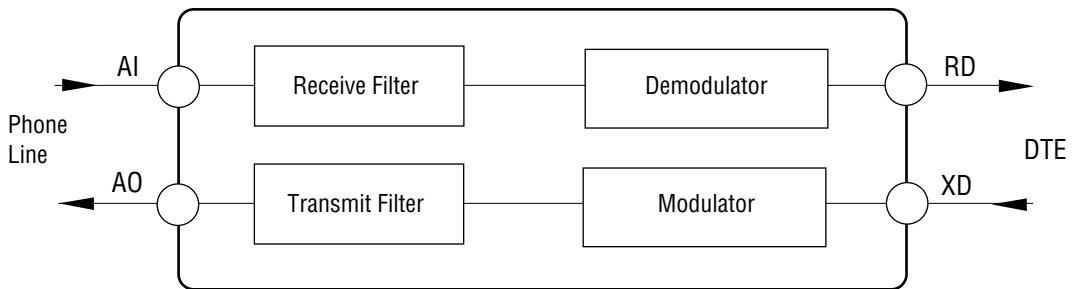 AI
Receive Filter
Demodulator
RD
Phone
Line
DTE
AO
Transmit Filter
Modulator
XD